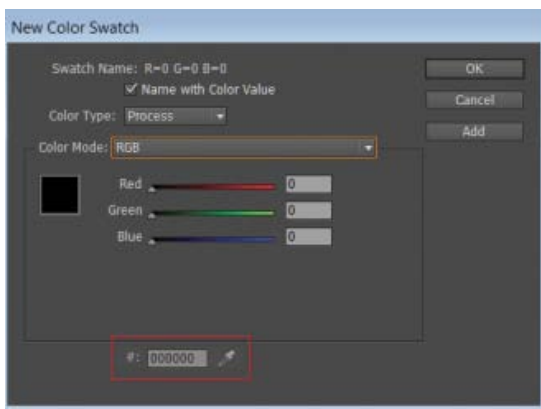 New Color Swatch
Swatch Name: R=0 G=0 B=0
Name with Color Value
Color Type: Process
Color Mode: RGB
Red 0
Green 0
Blue 0
#: 000000
OK
Cancel
Add